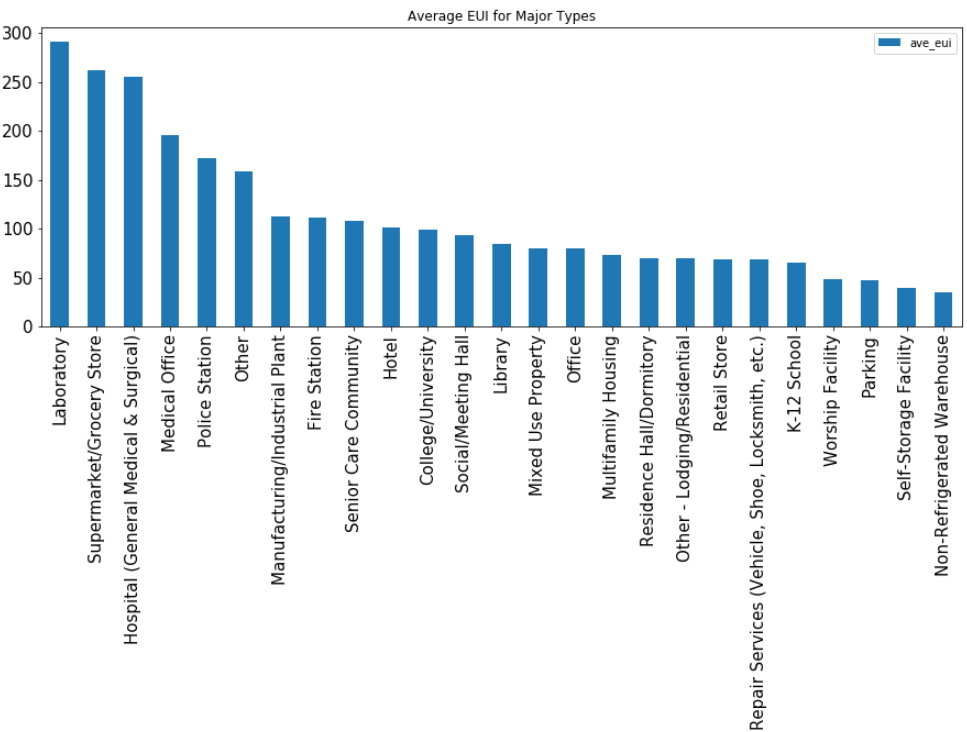 Average EUI for Major Types
ave_eui
300
250
200
150
100
50
0
Laboratory
Supermarket/Grocery Store
Hospital (General Medical & Surgical)
Medical Office
Police Station
Other
Manufacturing/Industrial Plant
Fire Station
Senior Care Community
Hotel
College/University
Social/Meeting Hall
Library
Mixed Use Property
Office
Multifamily Housing
Residence Hall/Dormitory
Other - Lodging/Residential
Retail Store
Repair Services (Vehicle, Shoe, Locksmith, etc.)
K-12 School
Worship Facility
Parking
Self-Storage Facility
Non-Refrigerated Warehouse